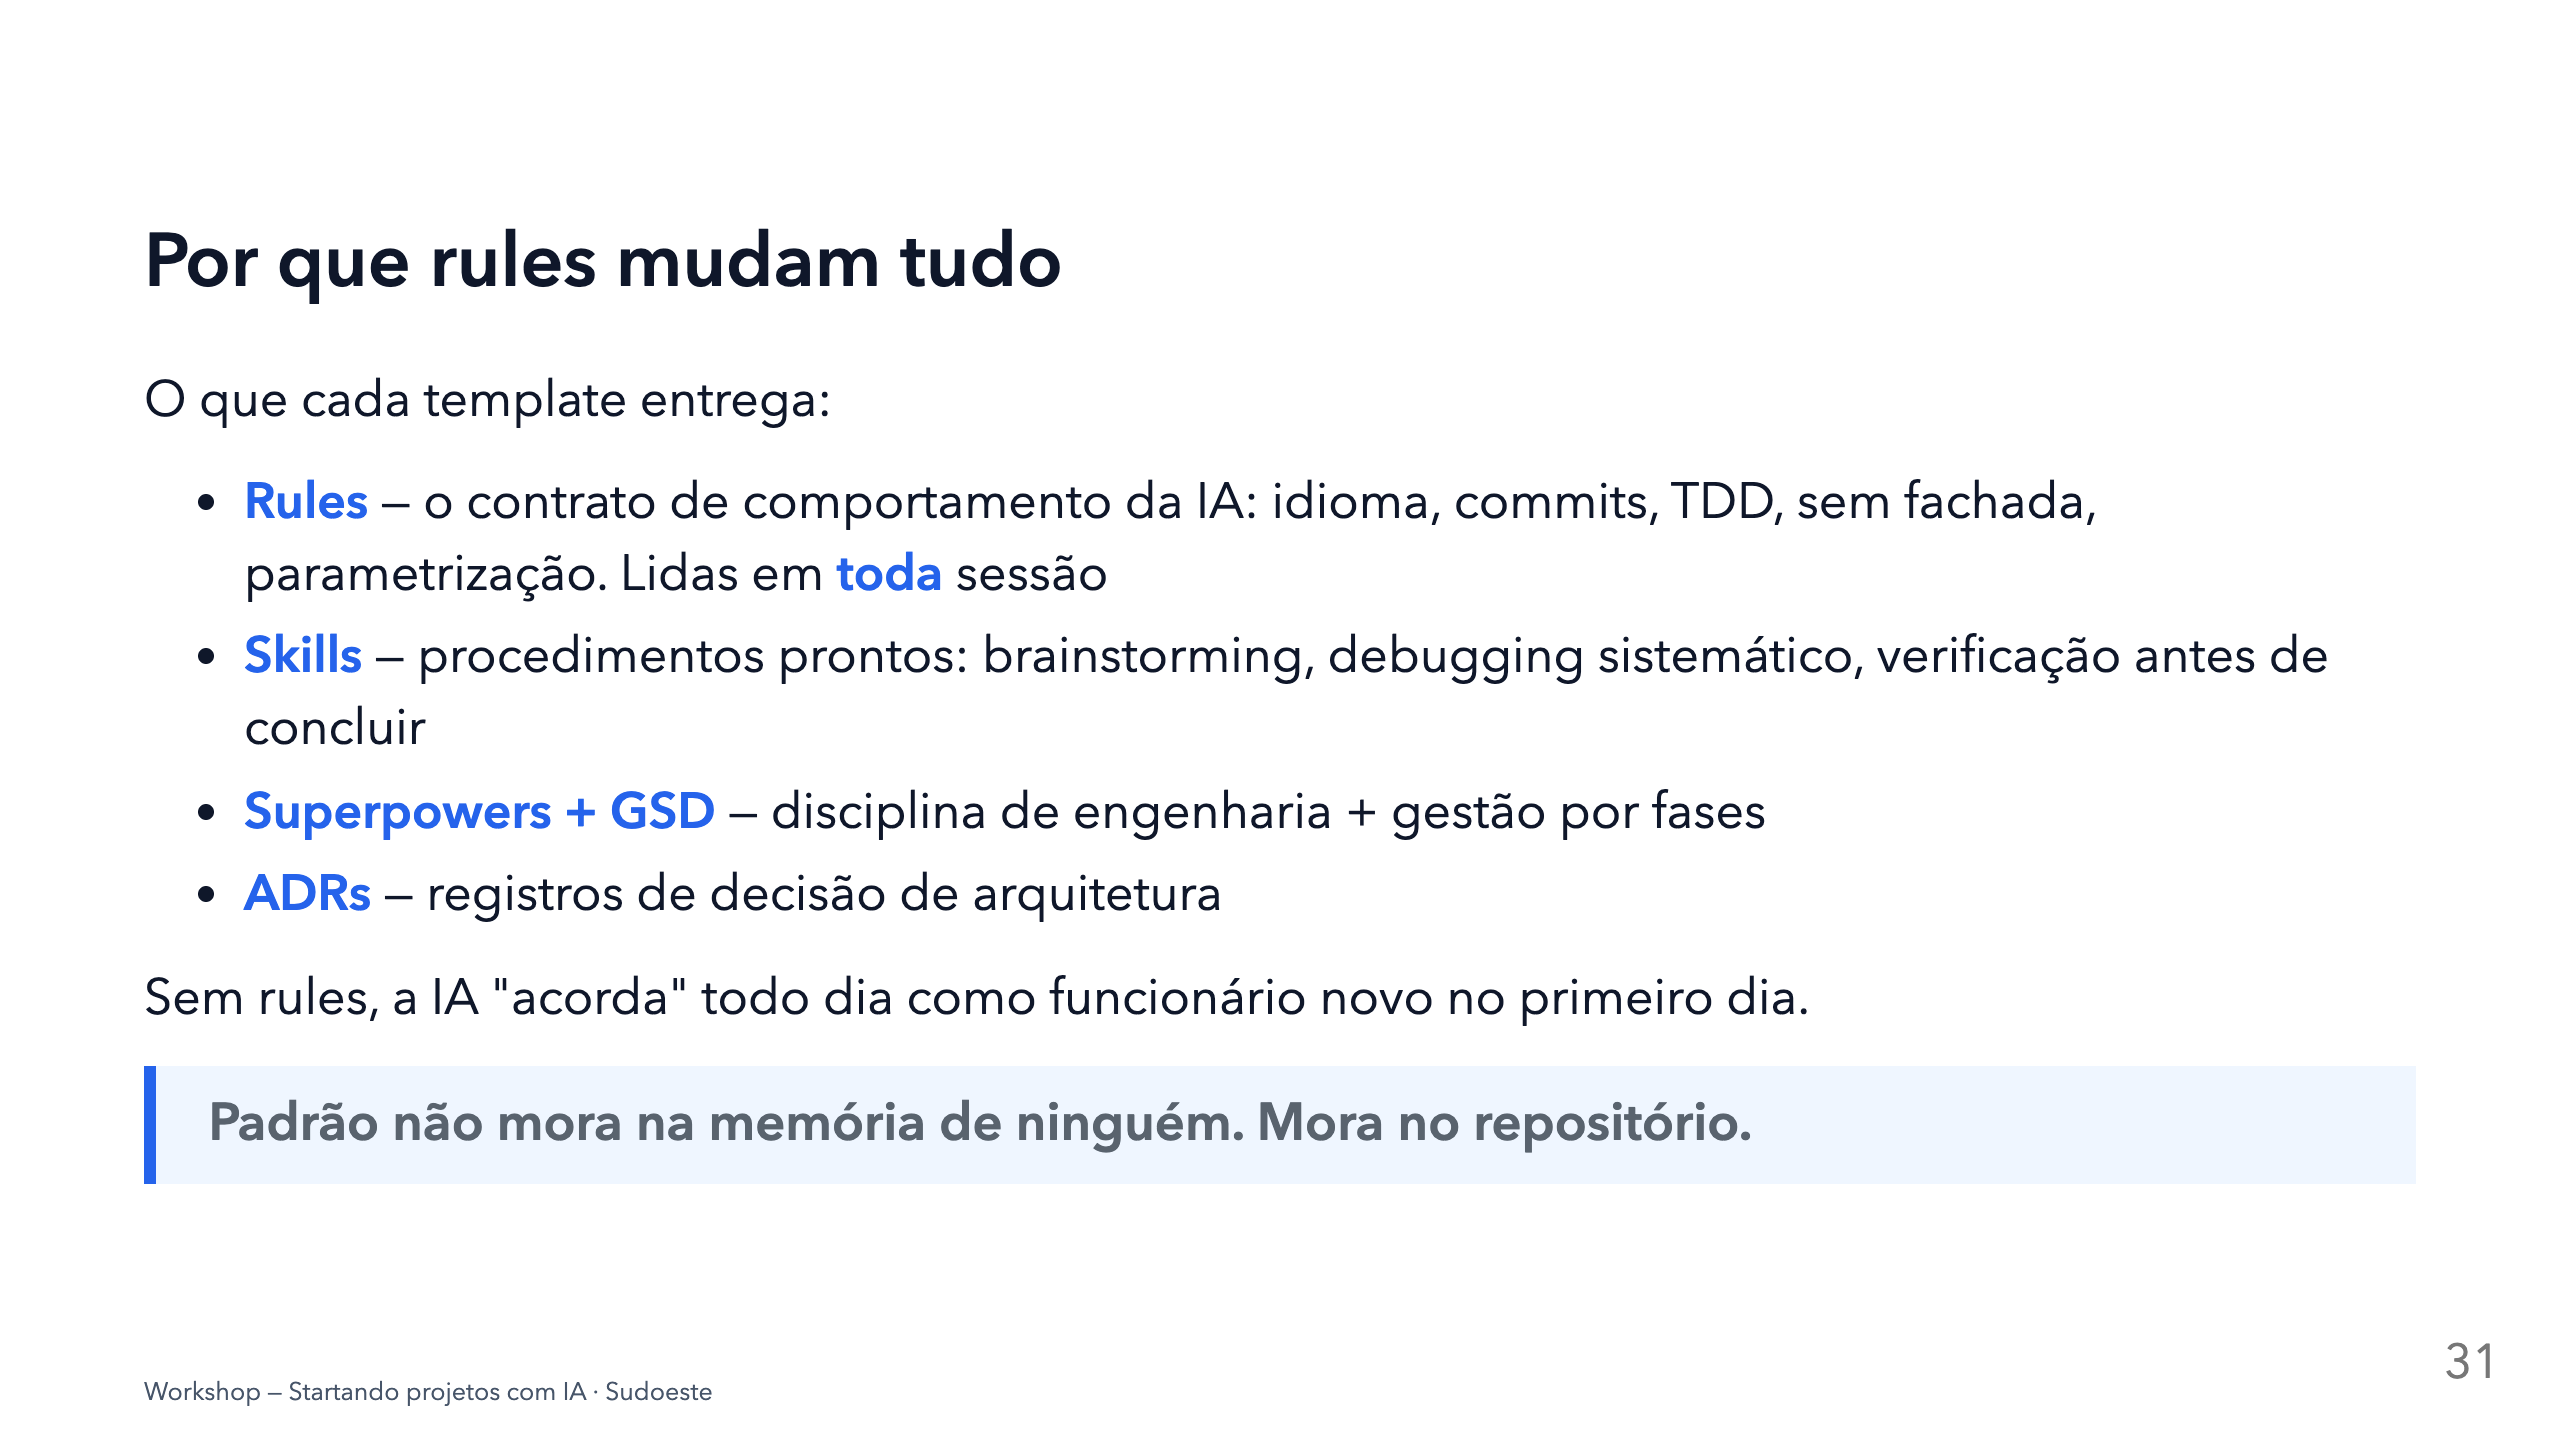 Por que rules mudam tudo
O que cada template entrega:
• Rules – o contrato de comportamento da IA: idioma, commits, TDD, sem fachada,
parametrização. Lidas em toda sessão
• Skills – procedimentos prontos: brainstorming, debugging sistemático, verificação antes de
concluir
• Superpowers + GSD – disciplina de engenharia + gestão por fases
• ADRs – registros de decisão de arquitetura
Sem rules, a IA "acorda" todo dia como funcionário novo no primeiro dia.
Padrão não mora na memória de ninguém. Mora no repositório.
Workshop – Startando projetos com IA · Sudoeste
31